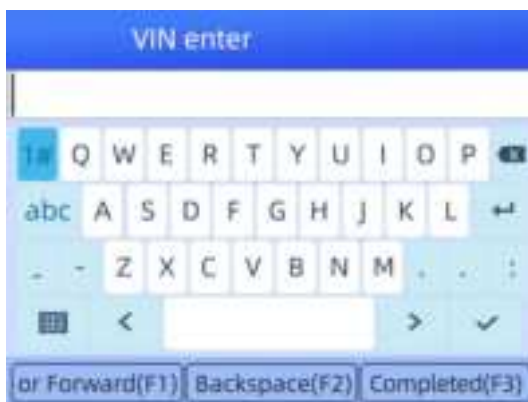 VIN enter
1# Q W E R T Y U I O P
abc A S D F G H J K L
_ - Z X C V B N M , . :
< >
or Forward(F1) Backspace(F2) Completed(F3)